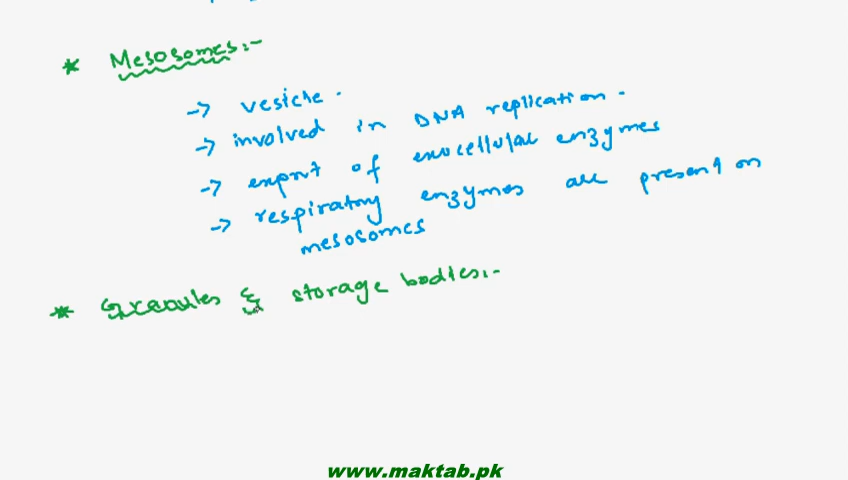 * Mesosomes:-
→ vesicle.
→ involved in DNA replication.
→ export of exocellular enzymes
→ respiratory enzymes are present on
mesosomes
* Granules & storage bodies:-
www.maktab.pk